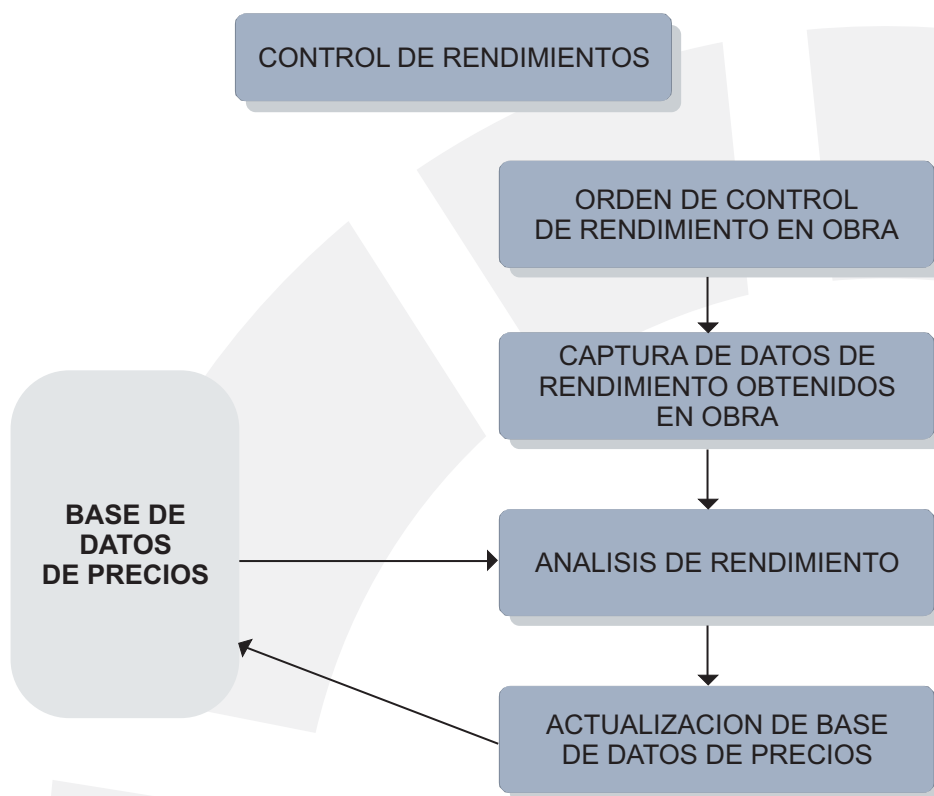 CONTROL DE RENDIMIENTOS
ORDEN DE CONTROL
DE RENDIMIENTO EN OBRA
CAPTURA DE DATOS DE
RENDIMIENTO OBTENIDOS
EN OBRA
BASE DE
DATOS
DE PRECIOS
ANALISIS DE RENDIMIENTO
ACTUALIZACION DE BASE
DE DATOS DE PRECIOS